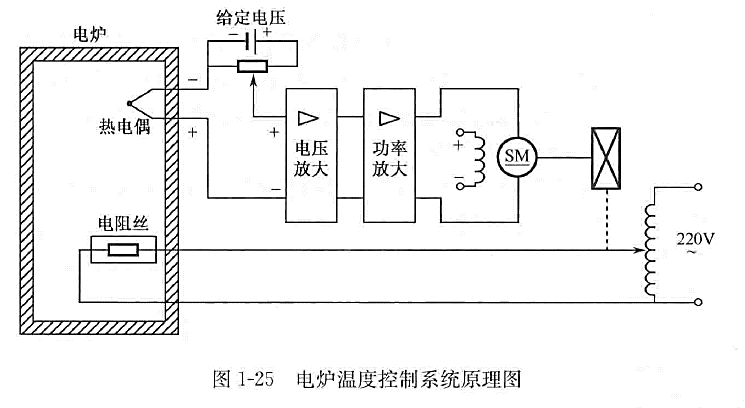 给定电压
电炉
− +
−
热电偶
+
+
−
电压
放大
功率
放大
+
−
SM
电阻丝
220V
~
图 1-25 电炉温度控制系统原理图